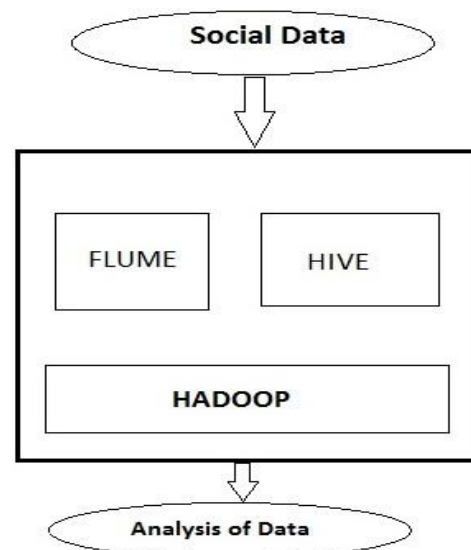 Social Data
FLUME
HIVE
HADOOP
Analysis of Data